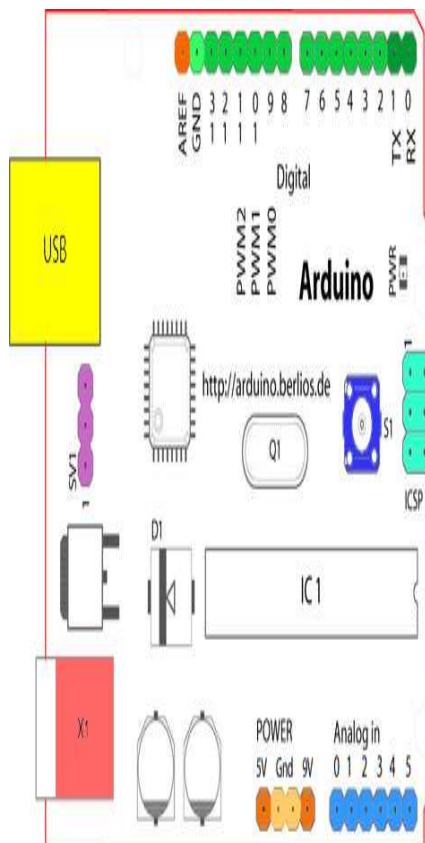 AREF
GND
13
12
11
10
9
8
7
6
5
4
3
2
TX 1
RX 0
Digital
PWM2
PWM1
PWM0
Arduino
PWR
USB
http://arduino.berlios.de
1
SV1
1
Q1
S1
ICSP
D1
IC 1
X1
POWER
5V Gnd 9V
Analog in
0 1 2 3 4 5